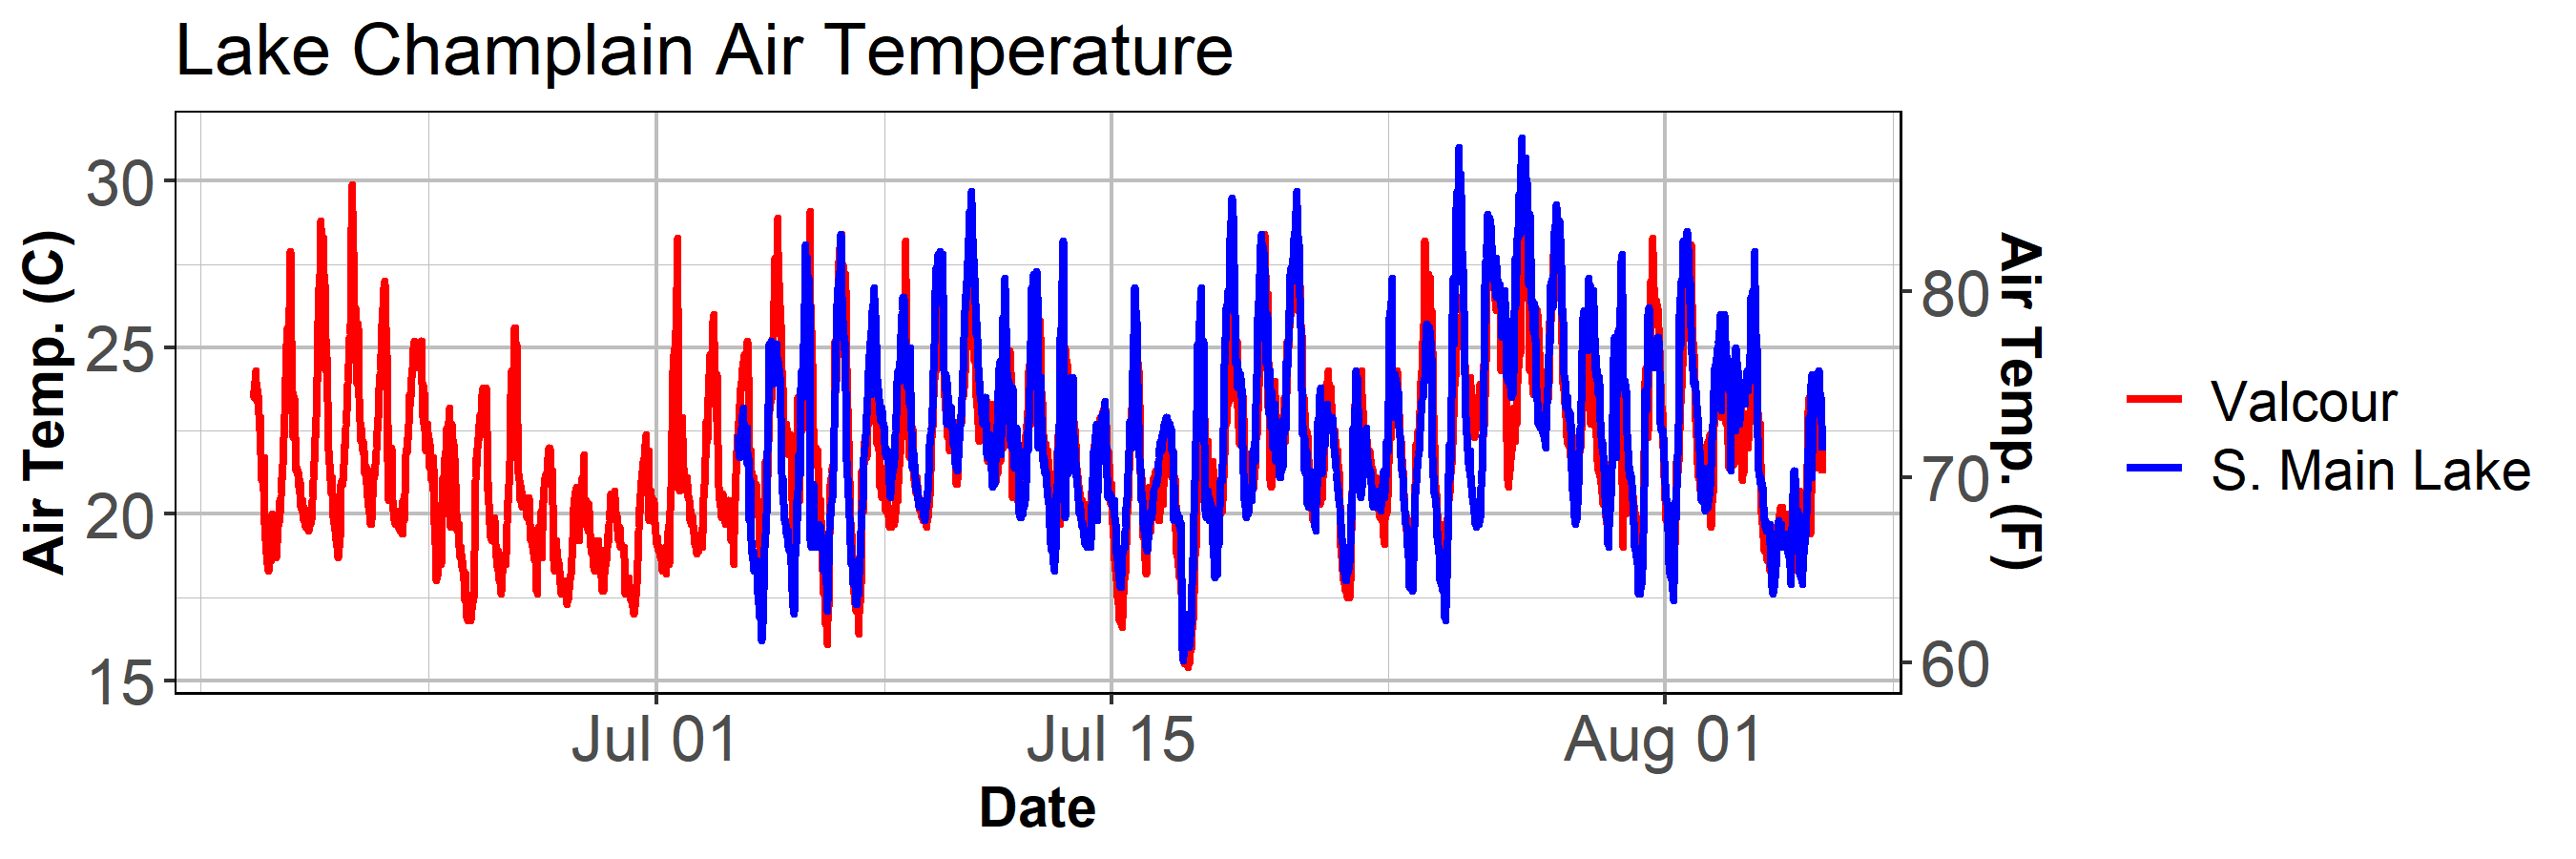 Lake Champlain Air Temperature
Air Temp. (C)
30
25
20
15
Air Temp. (F)
80
70
60
Jul 01
Jul 15
Aug 01
Date
Valcour
S. Main Lake